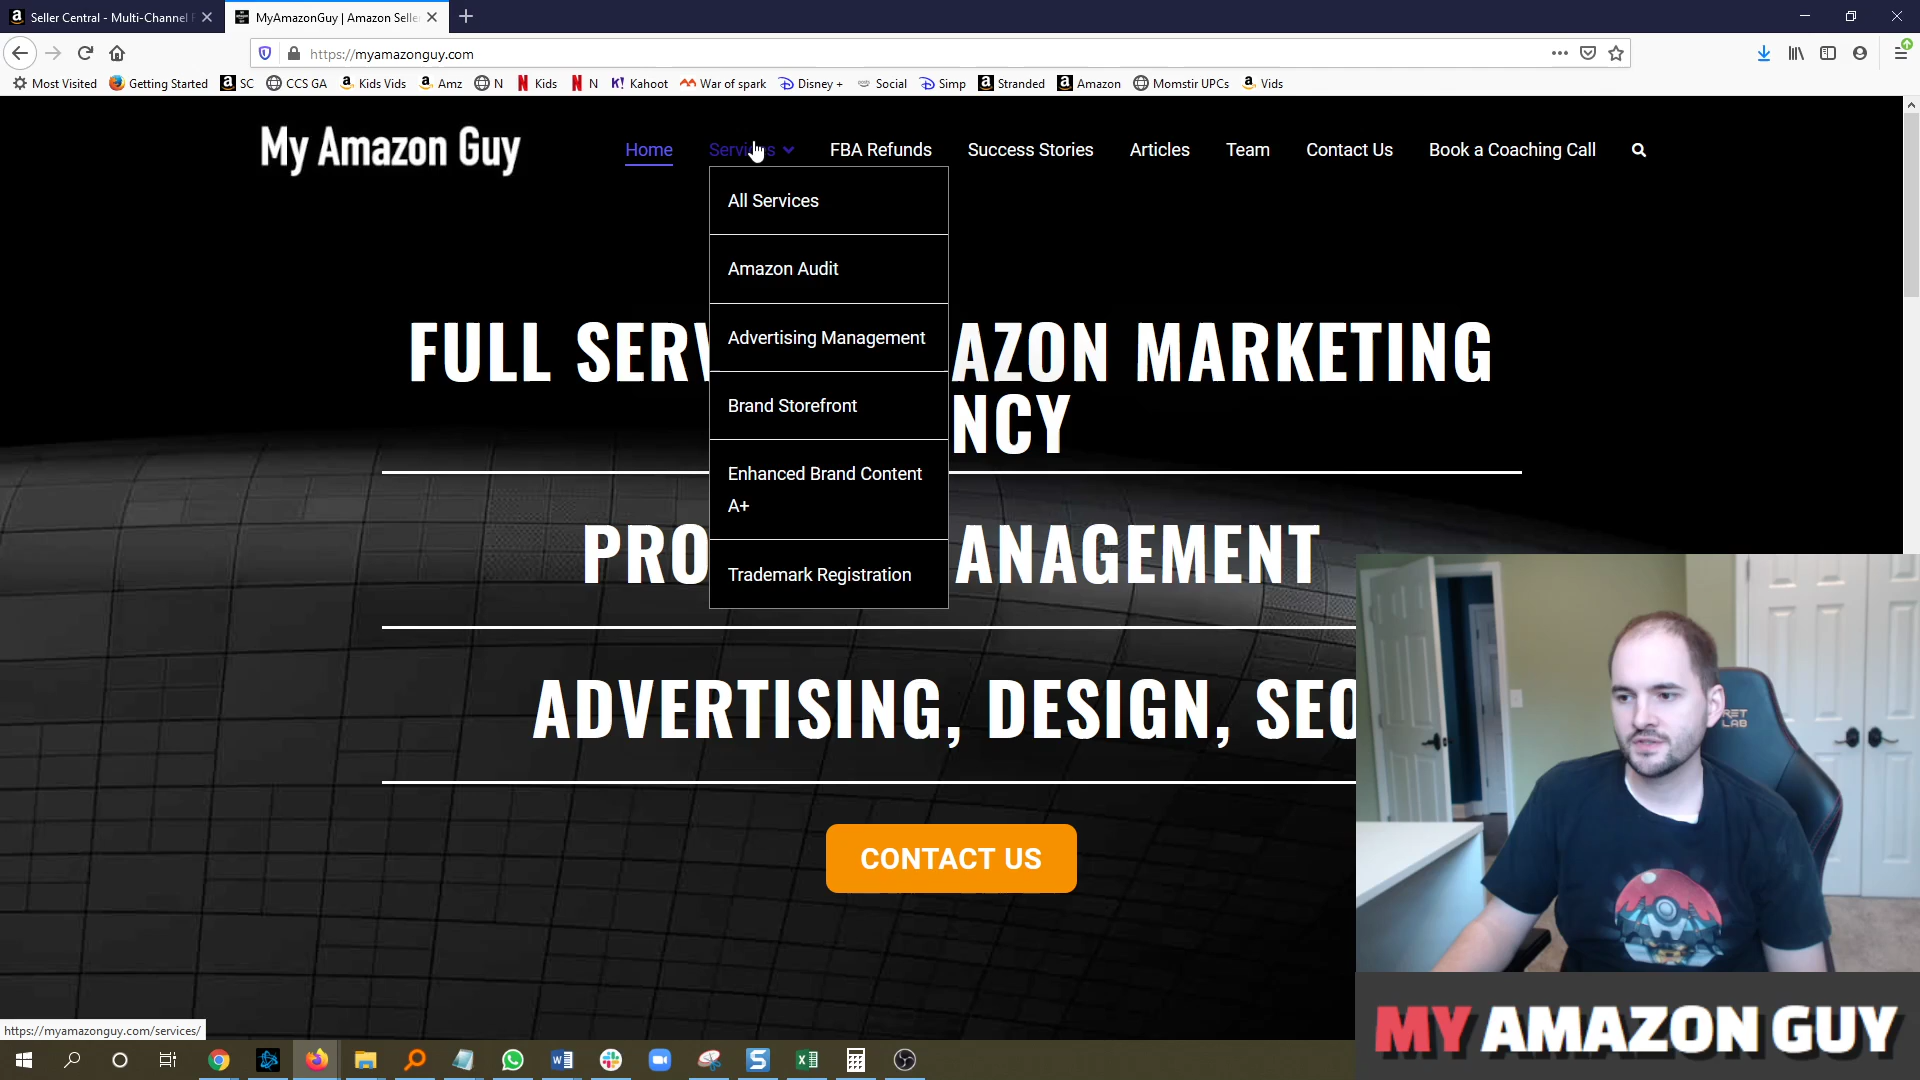 Seller Central - Multi-Channel F
MyAmazonGuy | Amazon Seller
https://myamazonguy.com
Most Visited
Getting Started
SC
CCS GA
Kids Vids
Amz
N
Kids
N
Kahoot
War of spark
Disney +
Social
Simp
Stranded
Amazon
Momstir UPCs
Vids
My Amazon Guy
Home
Services
FBA Refunds
Success Stories
Articles
Team
Contact Us
Book a Coaching Call
All Services
Amazon Audit
Advertising Management
Brand Storefront
Enhanced Brand Content
A+
Trademark Registration
FULL SERV AZON MARKETING
NCY
PRO ANAGEMENT
ADVERTISING, DESIGN, SEO
CONTACT US
RET
LAB
MY AMAZON GUY
https://myamazonguy.com/services/